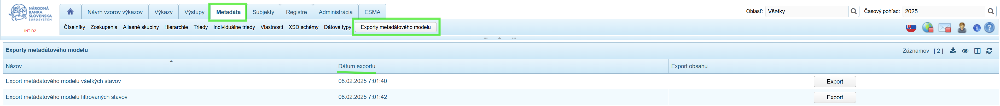 NÁRODNÁ
BANKA
SLOVENSKA
EUROSYSTÉM
INT D2
Návrh vzorov výkazov Výkazy Výstupy Metadáta Subjekty Registre Administrácia ESMA
Oblasť: Všetky Časový pohľad: 2025
Číselníky Zoskupenia Aliasné skupiny Hierarchie Triedy Individuálne triedy Vlastnosti XSD schémy Dátové typy Exporty metadátového modelu
Exporty metadátového modelu Záznamov [ 2 ]
Názov Dátum exportu Export obsahu
Export metádátového modelu všetkých stavov 08.02.2025 7:01:40 Export
Export metádátového modelu filtrovaných stavov 08.02.2025 7:01:42 Export